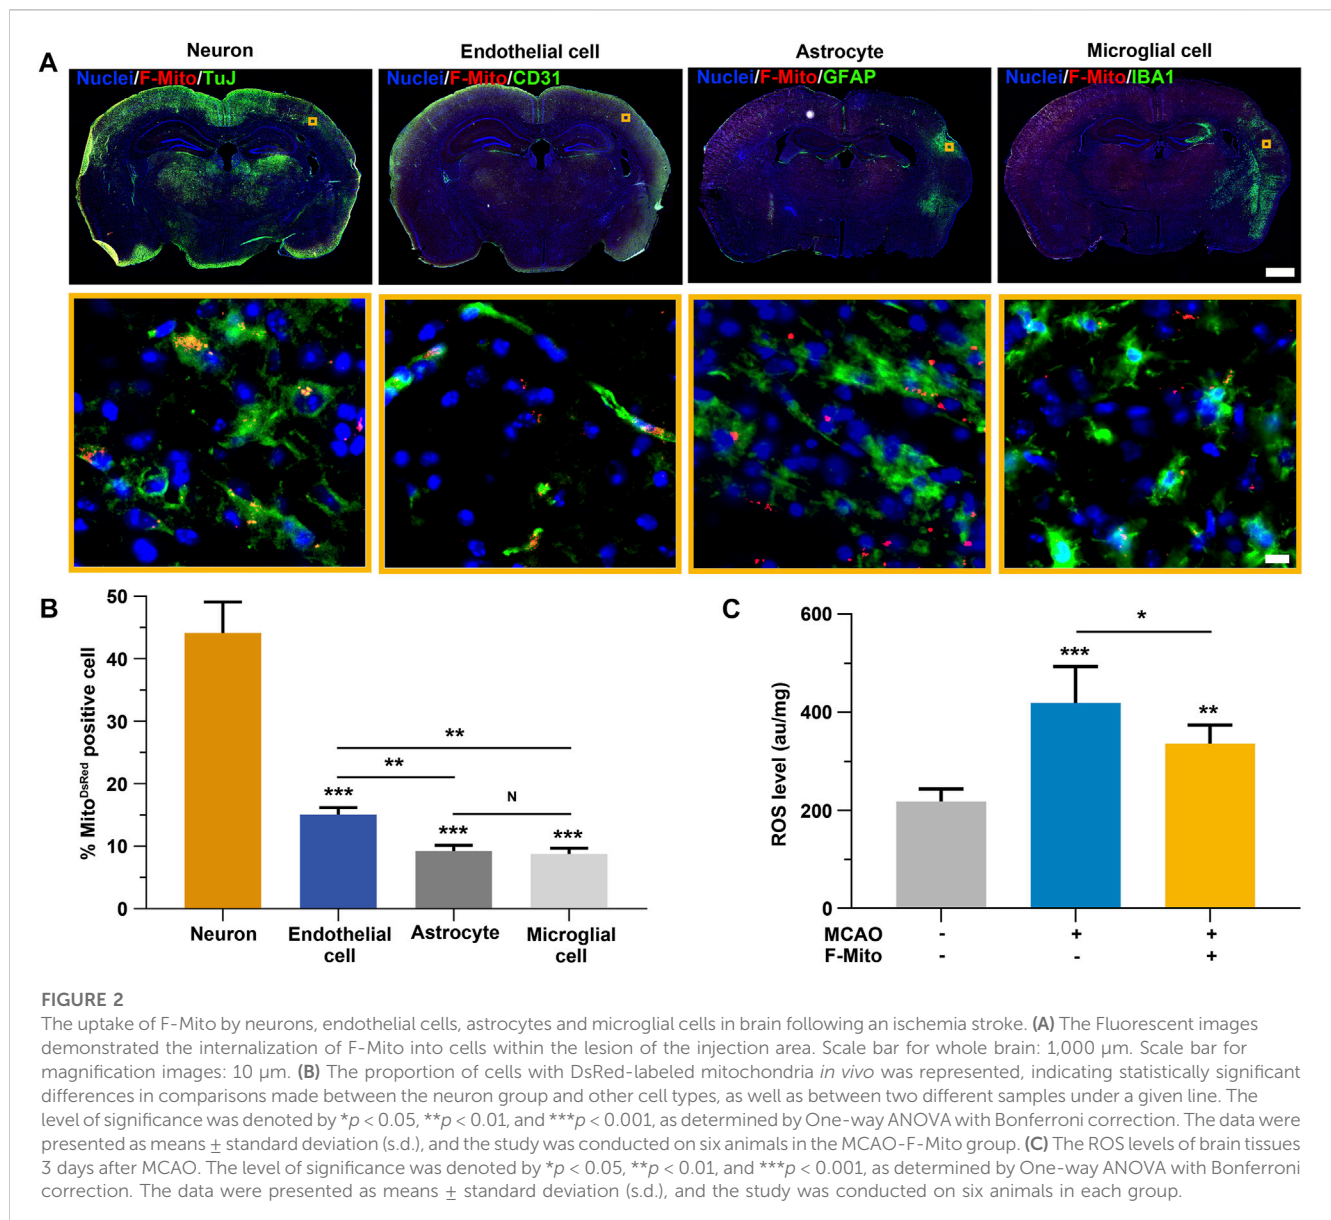 A
Neuron
Endothelial cell
Astrocyte
Microglial cell
Nuclei/F-Mito/TuJ
Nuclei/F-Mito/CD31
Nuclei/F-Mito/GFAP
Nuclei/F-Mito/IBA1
B
% Mito^DsRed positive cell
50
40
30
20
10
0
***
***
***
**
**
N
Neuron
Endothelial
cell
Astrocyte
Microglial
cell
C
ROS level (au/mg)
600
400
200
0
***
**
*
MCAO - + +
F-Mito - - +
FIGURE 2
The uptake of F-Mito by neurons, endothelial cells, astrocytes and microglial cells in brain following an ischemia stroke. (A) The Fluorescent images
demonstrated the internalization of F-Mito into cells within the lesion of the injection area. Scale bar for whole brain: 1,000 µm. Scale bar for
magnification images: 10 µm. (B) The proportion of cells with DsRed-labeled mitochondria in vivo was represented, indicating statistically significant
differences in comparisons made between the neuron group and other cell types, as well as between two different samples under a given line. The
level of significance was denoted by *p < 0.05, **p < 0.01, and ***p < 0.001, as determined by One-way ANOVA with Bonferroni correction. The data were
presented as means ± standard deviation (s.d.), and the study was conducted on six animals in the MCAO-F-Mito group. (C) The ROS levels of brain tissues
3 days after MCAO. The level of significance was denoted by *p < 0.05, **p < 0.01, and ***p < 0.001, as determined by One-way ANOVA with Bonferroni
correction. The data were presented as means ± standard deviation (s.d.), and the study was conducted on six animals in each group.